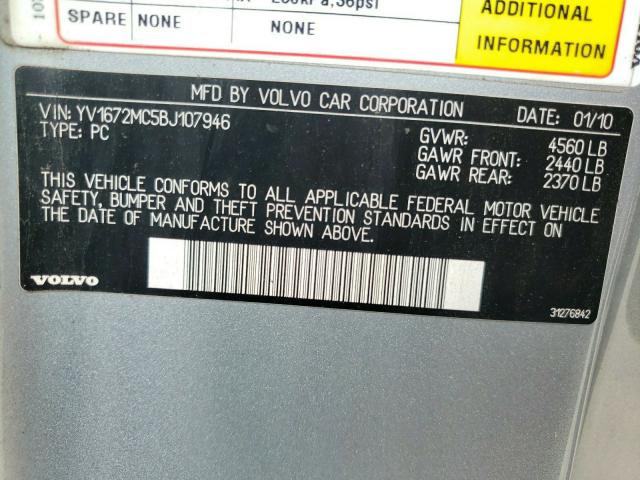 SPARE NONE NONE
ADDITIONAL
INFORMATION
MFD BY VOLVO CAR CORPORATION
VIN: YV1672MC5BJ107946 DATE: 01/10
TYPE: PC
GVWR: 4560 LB
GAWR FRONT: 2440 LB
GAWR REAR: 2370 LB
THIS VEHICLE CONFORMS TO ALL APPLICABLE FEDERAL MOTOR VEHICLE
SAFETY, BUMPER AND THEFT PREVENTION STANDARDS IN EFFECT ON
THE DATE OF MANUFACTURE SHOWN ABOVE.
VOLVO
31276842